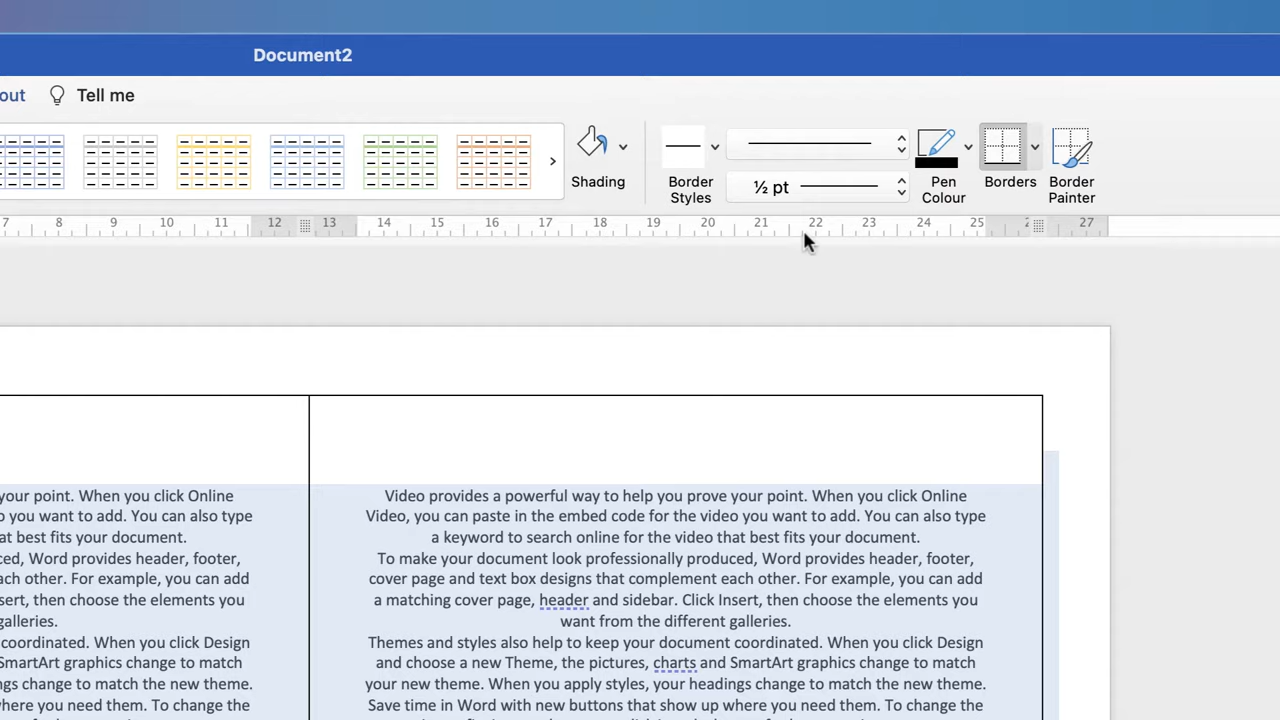 Document2
out Tell me
Shading
Border Styles
½ pt
Pen Colour
Borders
Border Painter
7 8 9 10 11 12 13 14 15 16 17 18 19 20 21 22 23 24 25 27
your point. When you click Online
you want to add. You can also type
at best fits your document.
ced, Word provides header, footer,
each other. For example, you can add
sert, then choose the elements you
galleries.
coordinated. When you click Design
SmartArt graphics change to match
ngs change to match the new theme.
where you need them. To change the
Video provides a powerful way to help you prove your point. When you click Online
Video, you can paste in the embed code for the video you want to add. You can also type
a keyword to search online for the video that best fits your document.
To make your document look professionally produced, Word provides header, footer,
cover page and text box designs that complement each other. For example, you can add
a matching cover page, header and sidebar. Click Insert, then choose the elements you
want from the different galleries.
Themes and styles also help to keep your document coordinated. When you click Design
and choose a new Theme, the pictures, charts and SmartArt graphics change to match
your new theme. When you apply styles, your headings change to match the new theme.
Save time in Word with new buttons that show up where you need them. To change the